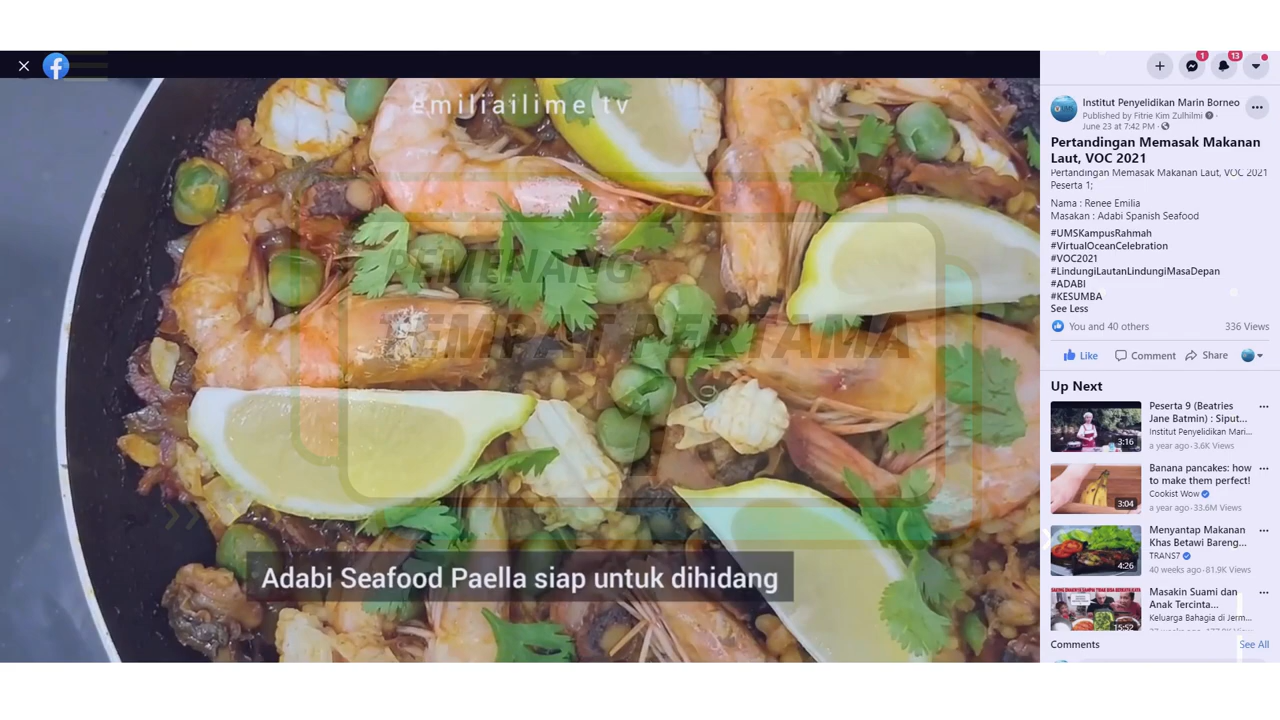 emiliailime tv
PEMENANG
TEMPAT PERTAMA
Adabi Seafood Paella siap untuk dihidang
1
13
Institut Penyelidikan Marin Borneo
Published by Fitrie Kim Zulhilmi
June 23 at 7:42 PM
Pertandingan Memasak Makanan
Laut, VOC 2021
Pertandingan Memasak Makanan Laut, VOC 2021
Peserta 1;
Nama : Renee Emilia
Masakan : Adabi Spanish Seafood
#UMSKampusRahmah
#VirtualOceanCelebration
#VOC2021
#LindungiLautanLindungiMasaDepan
#ADABI
#KESUMBA
See Less
You and 40 others 336 Views
Like Comment Share
Up Next
Peserta 9 (Beatries
Jane Batmin) : Siput...
Institut Penyelidikan Mari...
a year ago · 3.6K Views
3:16
Banana pancakes: how
to make them perfect!
Cookist Wow
a year ago · 33.6M Views
3:04
Menyantap Makanan
Khas Betawi Bareng...
TRANS7
40 weeks ago · 81.9K Views
4:26
Masakin Suami dan
Anak Tercinta...
Keluarga Bahagia di Jerm...
15:52
Comments See All